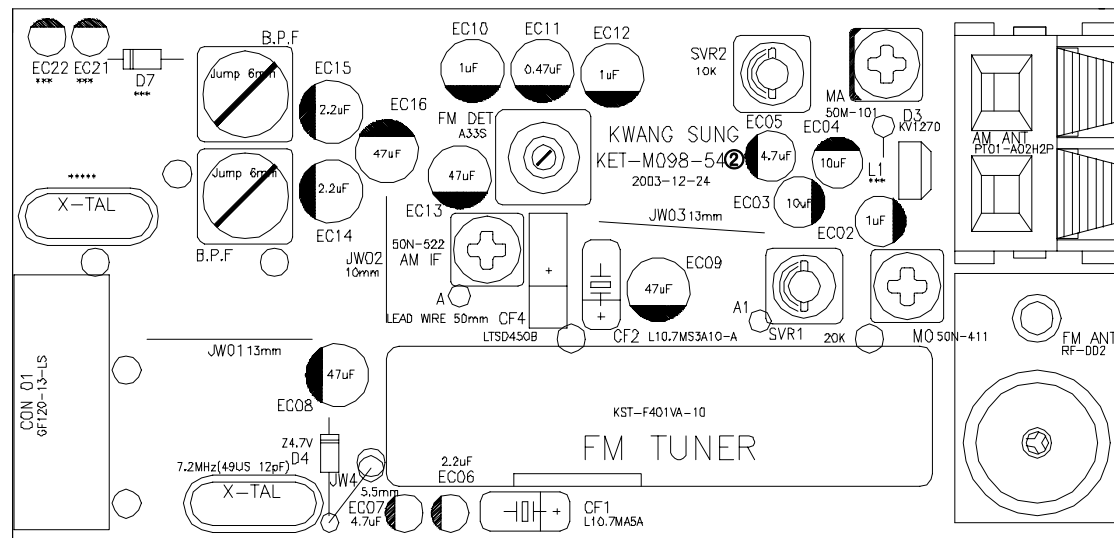 EC22
***
EC21
***
D7
***
B.P.F
Jump 6mm
EC15
2.2uF
EC16
47uF
EC10
1uF
EC11
0.47uF
EC12
1uF
SVR2
10K
MA
50M-101
D3
KV1270
AM ANT
PT01-A02H2P
FM DET
A33S
KWANG SUNG
KET-M098-54②
2003-12-24
EC05
4.7uF
EC04
10uF
L1
***
*****
X-TAL
Jump 6mm
B.P.F
2.2uF
EC14
47uF
EC13
EC03
10uF
1uF
EC02
JW03 13mm
50N-522
AM IF
JW02
10mm
A
LEAD WIRE 50mm
CF4
LTSD450B
CF2
L10.7MS3A10-A
EC09
47uF
A1
SVR1
20K
MO 50N-411
FM ANT
RF-DD2
JW01 13mm
CON 01
GF120-13-LS
47uF
EC08
KST-F401VA-10
FM TUNER
Z4.7V
D4
7.2MHz(49US 12pF)
X-TAL
JW4
5.5mm
2.2uF
EC06
EC07
4.7uF
CF1
L10.7MA5A